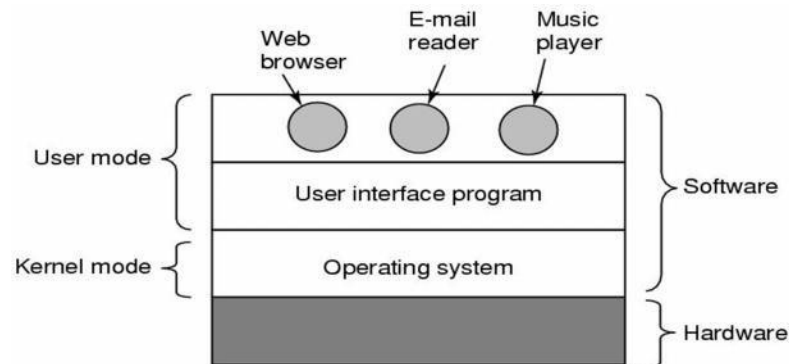 Web
browser
E-mail
reader
Music
player
User mode
User interface program
Software
Kernel mode
Operating system
Hardware